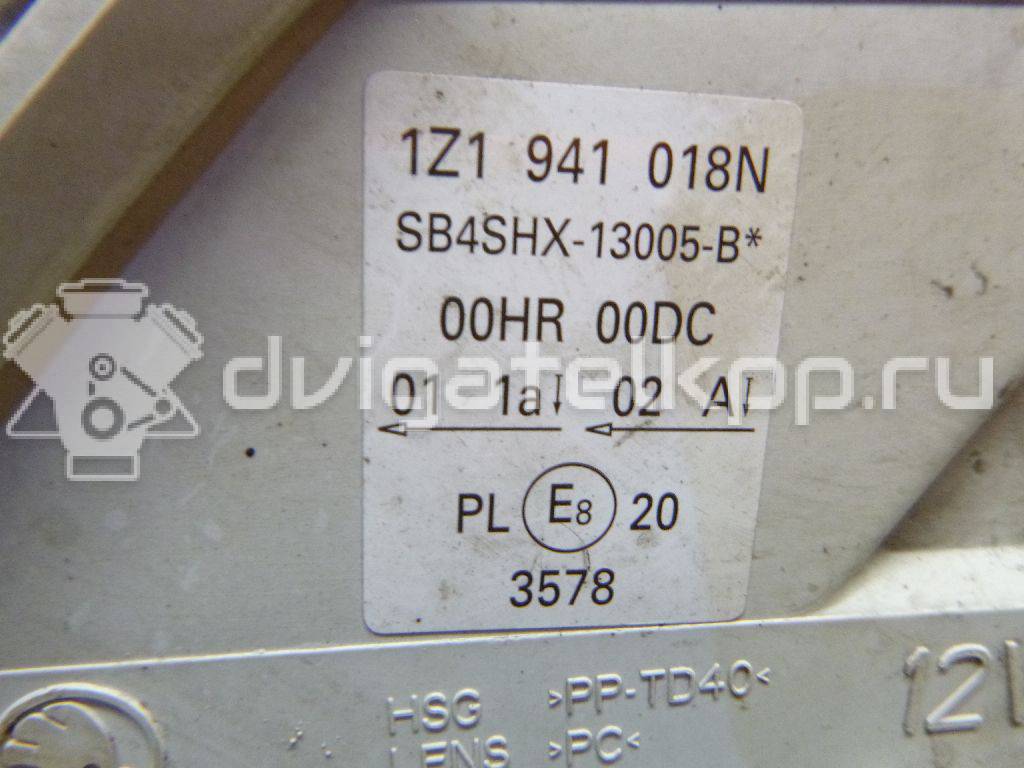 1Z1 941 018N
SB4SHX-13005-B*
00HR 00DC
01 1a↓ 02 A↓
PL E8 20
3578
dvigatelkop.ru
HSG >PP-TD40<
LENS >PC<